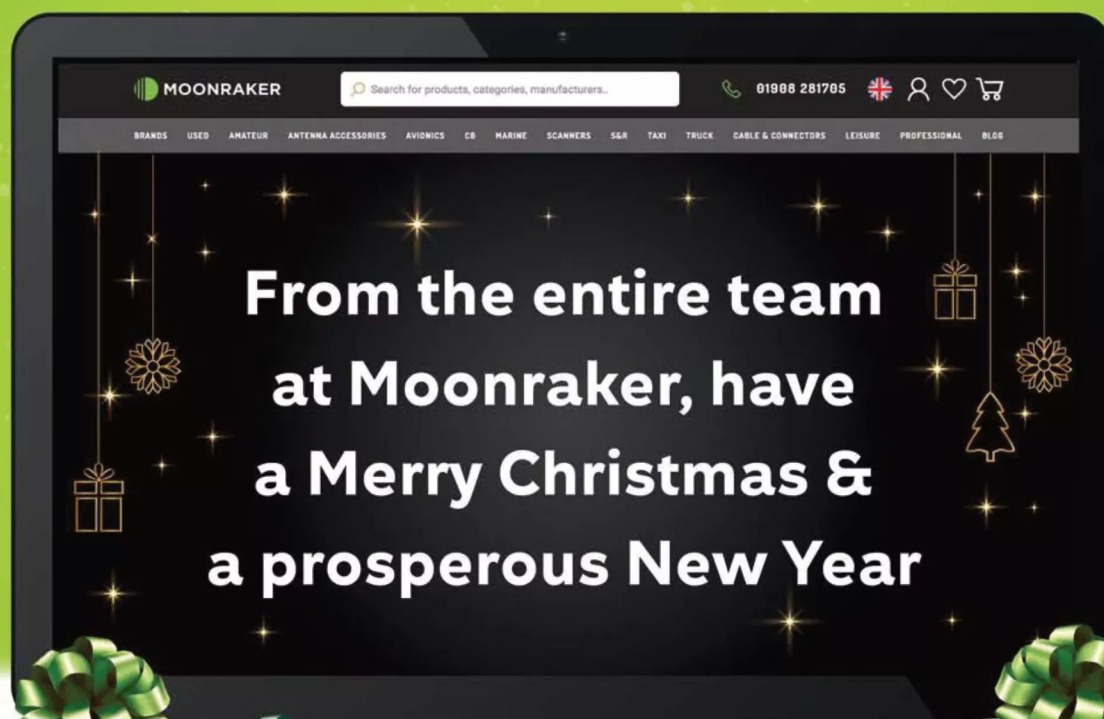 MOONRAKER
Search for products, categories, manufacturers..
01908 281705
BRANDS USED AMATEUR ANTENNA ACCESSORIES AVIONICS CB MARINE SCANNERS S&R TAXI TRUCK CABLE & CONNECTORS LEISURE PROFESSIONAL BLOG
From the entire team
at Moonraker, have
a Merry Christmas &
a prosperous New Year